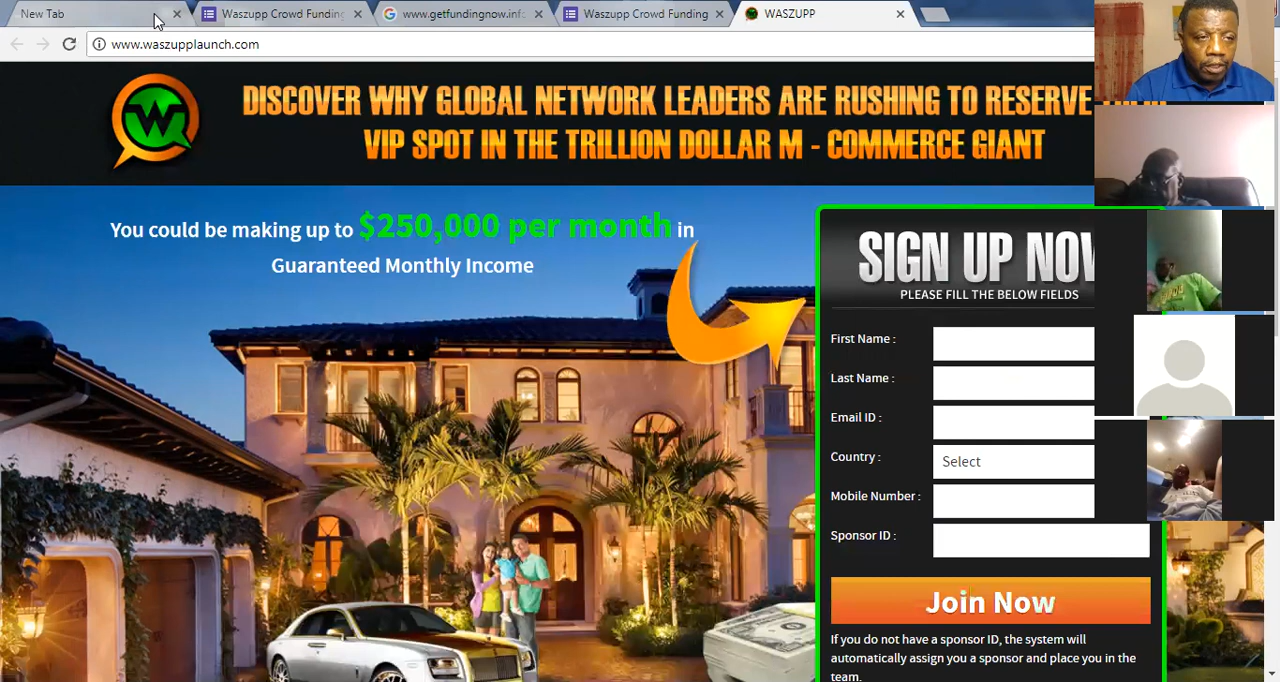 New Tab
Waszupp Crowd Funding
www.getfundingnow.inf
Waszupp Crowd Funding
WASZUPP
www.waszupplaunch.com
DISCOVER WHY GLOBAL NETWORK LEADERS ARE RUSHING TO RESERVE
VIP SPOT IN THE TRILLION DOLLAR M - COMMERCE GIANT
You could be making up to $250,000 per month in
Guaranteed Monthly Income
SIGN UP NOW
PLEASE FILL THE BELOW FIELDS
First Name :
Last Name :
Email ID :
Country :
Select
Mobile Number :
Sponsor ID :
Join Now
If you do not have a sponsor ID, the system will
automatically assign you a sponsor and place you in the
team.